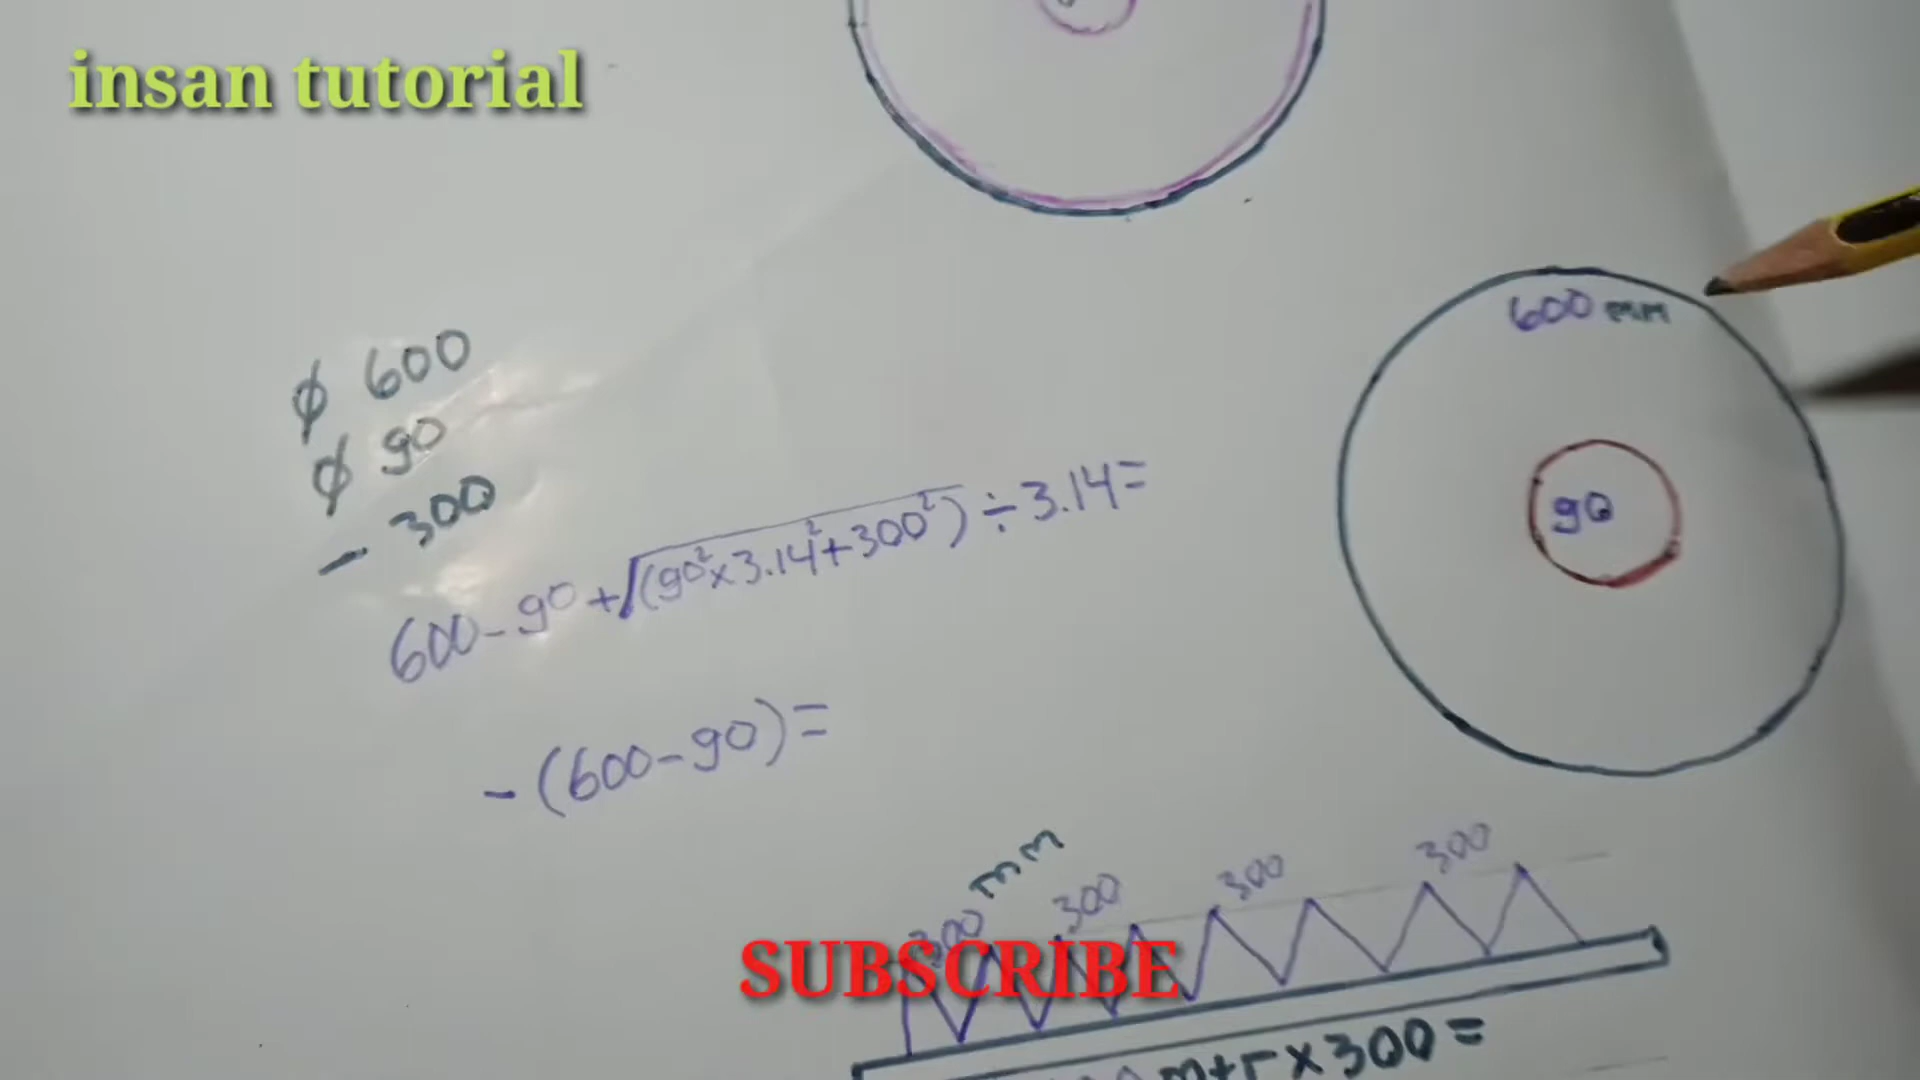 insan tutorial
600 mm
90
ϕ 600
ϕ 90
- 300
600-90+√(90²x3.14²+300²)÷3.14=
-(600-90)=
300 mm 300 300 300
SUBSCRIBE
x300=